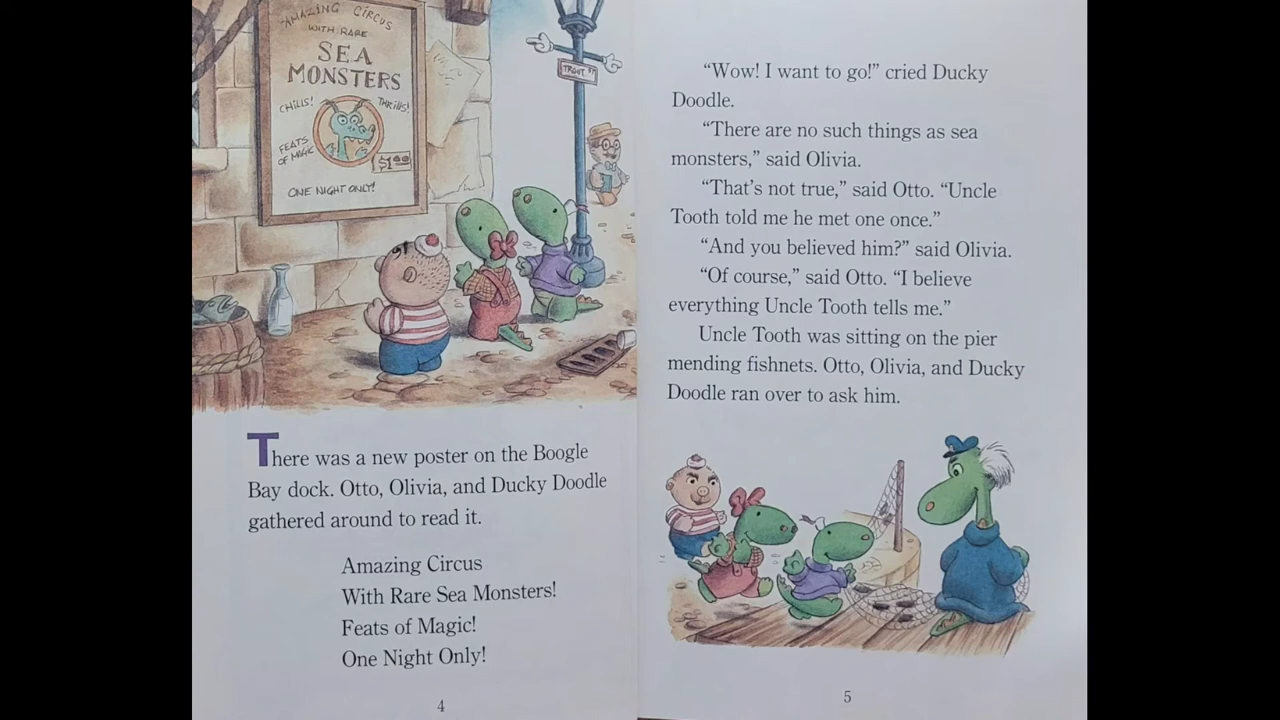 AMAZING CIRCUS
WITH RARE
SEA
MONSTERS
CHILLS!
THRILLS!
FEATS
OF MAGIC
$1.00
ONE NIGHT ONLY!
TROUT ST.
There was a new poster on the Boogle
Bay dock. Otto, Olivia, and Ducky Doodle
gathered around to read it.
Amazing Circus
With Rare Sea Monsters!
Feats of Magic!
One Night Only!
4
“Wow! I want to go!” cried Ducky
Doodle.
“There are no such things as sea
monsters,” said Olivia.
“That’s not true,” said Otto. “Uncle
Tooth told me he met one once.”
“And you believed him?” said Olivia.
“Of course,” said Otto. “I believe
everything Uncle Tooth tells me.”
Uncle Tooth was sitting on the pier
mending fishnets. Otto, Olivia, and Ducky
Doodle ran over to ask him.
5